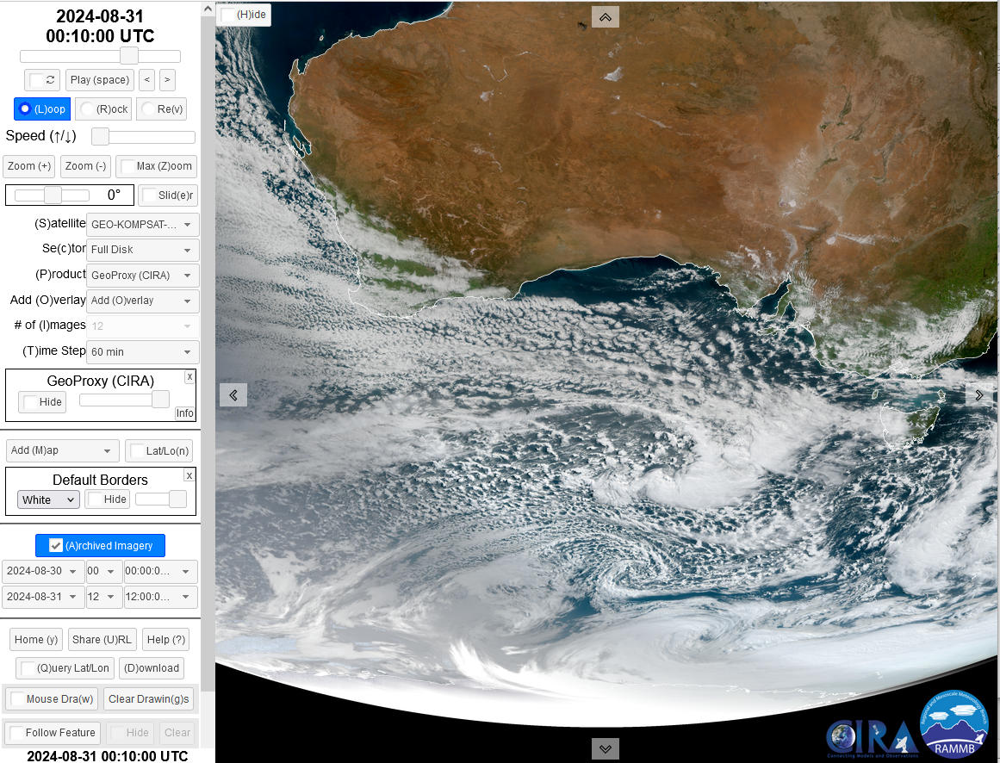 2024-08-31
00:10:00 UTC
Play (space) < >
(L)oop (R)ock Re(v)
Speed (↑/↓)
Zoom (+) Zoom (-) Max (Z)oom
0° Slid(e)r
(S)atellite GEO-KOMPSAT-...
Se(c)tor Full Disk
(P)roduct GeoProxy (CIRA)
Add (O)verlay Add (O)verlay
# of (I)mages 12
(T)ime Step 60 min
GeoProxy (CIRA) x
Hide
Info
Add (M)ap Lat/Lo(n)
Default Borders x
White Hide
(A)rchived Imagery
2024-08-30 00 00:00:0...
2024-08-31 12 12:00:0...
Home (y) Share (U)RL Help (?)
(Q)uery Lat/Lon (D)ownload
Mouse Dra(w) Clear Drawin(g)s
Follow Feature Hide Clear
2024-08-31 00:10:00 UTC
(H)ide
CIRA
Connecting Models and Observations
Regional and Mesoscale Meteorology Branch
RAMMB